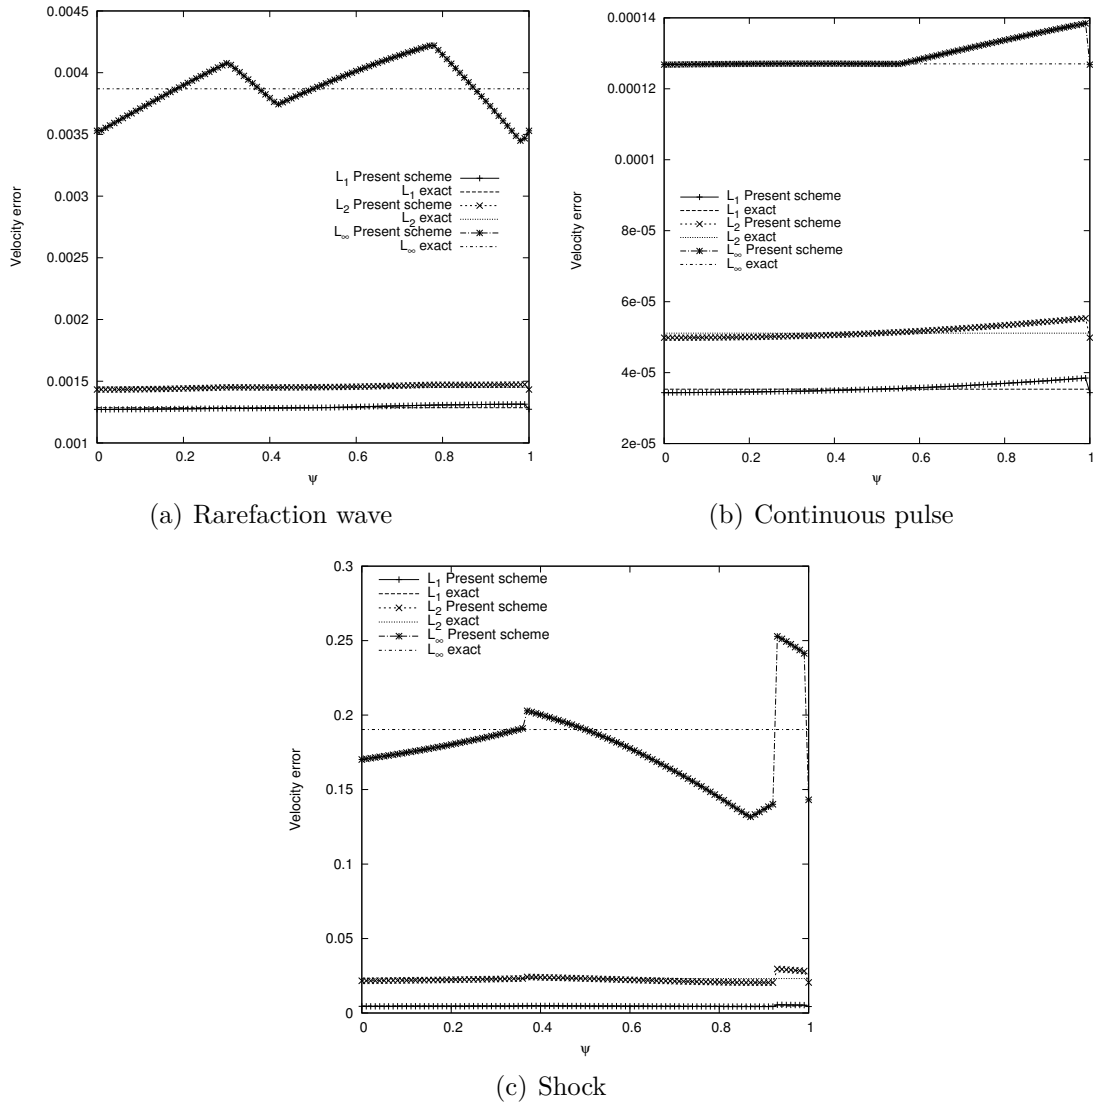 0.0045
0.004
0.0035
0.003
0.0025
0.002
0.0015
0.001
0 0.2 0.4 0.6 0.8 1
Velocity error
ψ
L1 Present scheme
L1 exact
L2 Present scheme
L2 exact
L∞ Present scheme
L∞ exact
(a) Rarefaction wave
0.00014
0.00012
0.0001
8e-05
6e-05
4e-05
2e-05
0 0.2 0.4 0.6 0.8 1
Velocity error
ψ
L1 Present scheme
L1 exact
L2 Present scheme
L2 exact
L∞ Present scheme
L∞ exact
(b) Continuous pulse
0.3
0.25
0.2
0.15
0.1
0.05
0
0 0.2 0.4 0.6 0.8 1
Velocity error
ψ
L1 Present scheme
L1 exact
L2 Present scheme
L2 exact
L∞ Present scheme
L∞ exact
(c) Shock